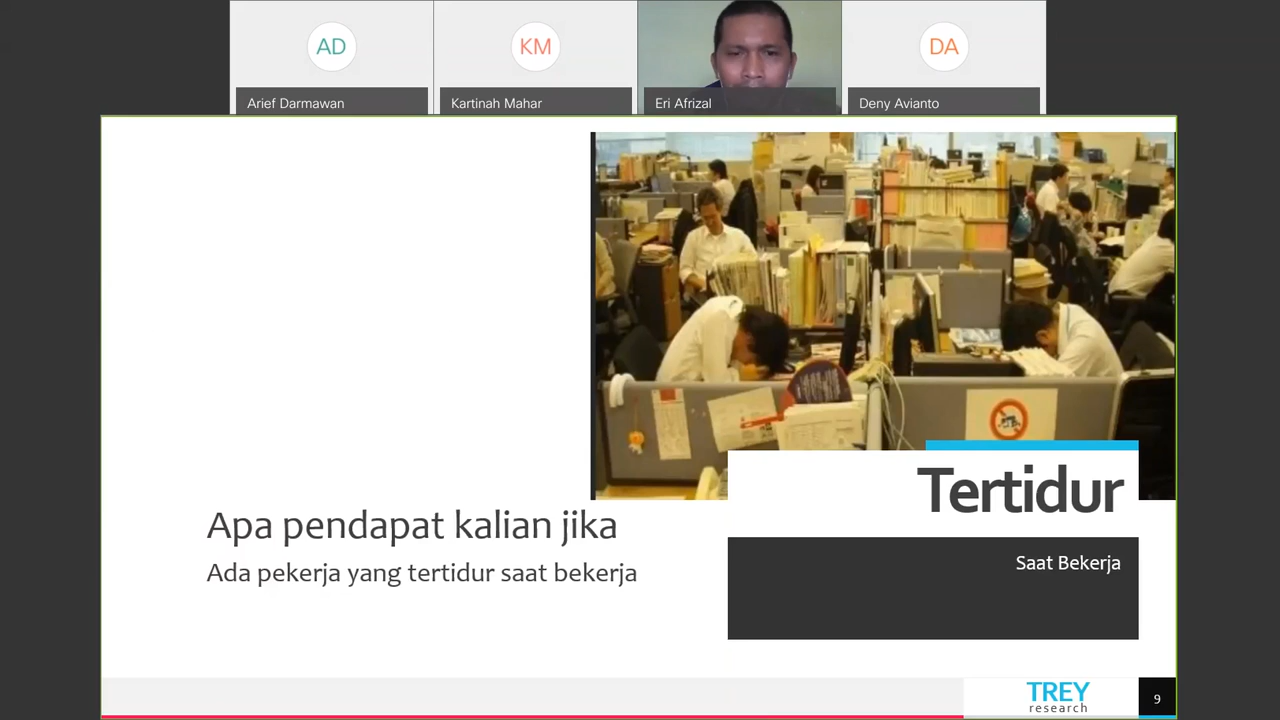 AD
KM
DA
Arief Darmawan
Kartinah Mahar
Eri Afrizal
Deny Avianto
Tertidur
Saat Bekerja
Apa pendapat kalian jika
Ada pekerja yang tertidur saat bekerja
TREY
research
9